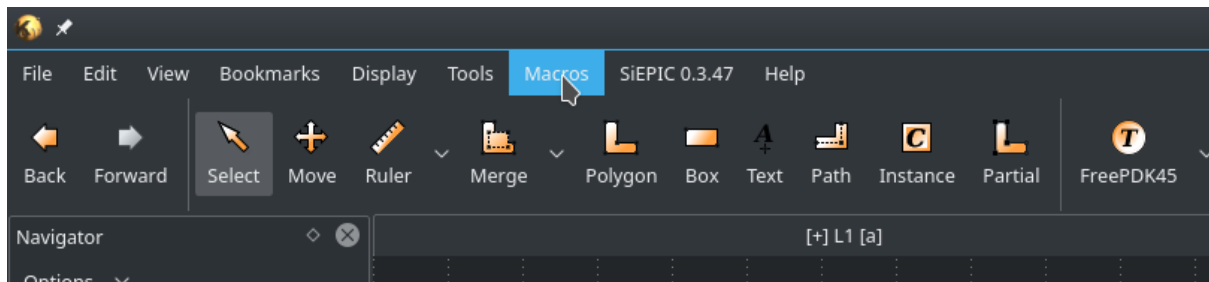 File Edit View Bookmarks Display Tools Macros SiEPIC 0.3.47 Help
Back Forward Select Move Ruler Merge Polygon Box Text Path Instance Partial FreePDK45
Navigator [+] L1 [a]
Options